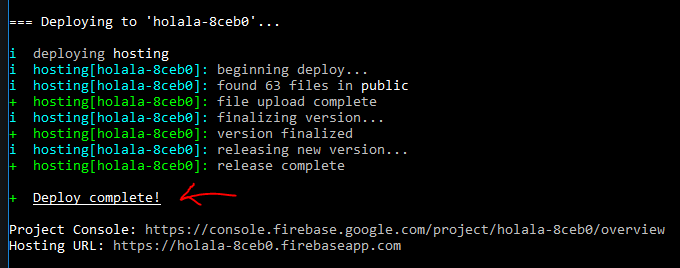 === Deploying to 'holala-8ceb0'...
i deploying hosting
i hosting[holala-8ceb0]: beginning deploy...
i hosting[holala-8ceb0]: found 63 files in public
+ hosting[holala-8ceb0]: file upload complete
i hosting[holala-8ceb0]: finalizing version...
+ hosting[holala-8ceb0]: version finalized
i hosting[holala-8ceb0]: releasing new version...
+ hosting[holala-8ceb0]: release complete
+ Deploy complete!
Project Console: https://console.firebase.google.com/project/holala-8ceb0/overview
Hosting URL: https://holala-8ceb0.firebaseapp.com